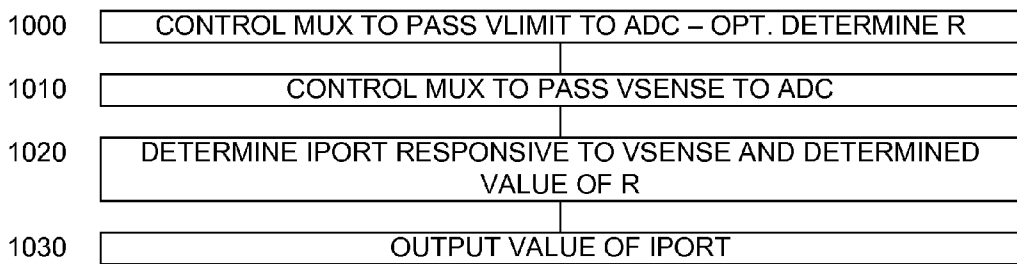 1000 CONTROL MUX TO PASS VLIMIT TO ADC – OPT. DETERMINE R
1010 CONTROL MUX TO PASS VSENSE TO ADC
1020 DETERMINE IPORT RESPONSIVE TO VSENSE AND DETERMINED
VALUE OF R
1030 OUTPUT VALUE OF IPORT